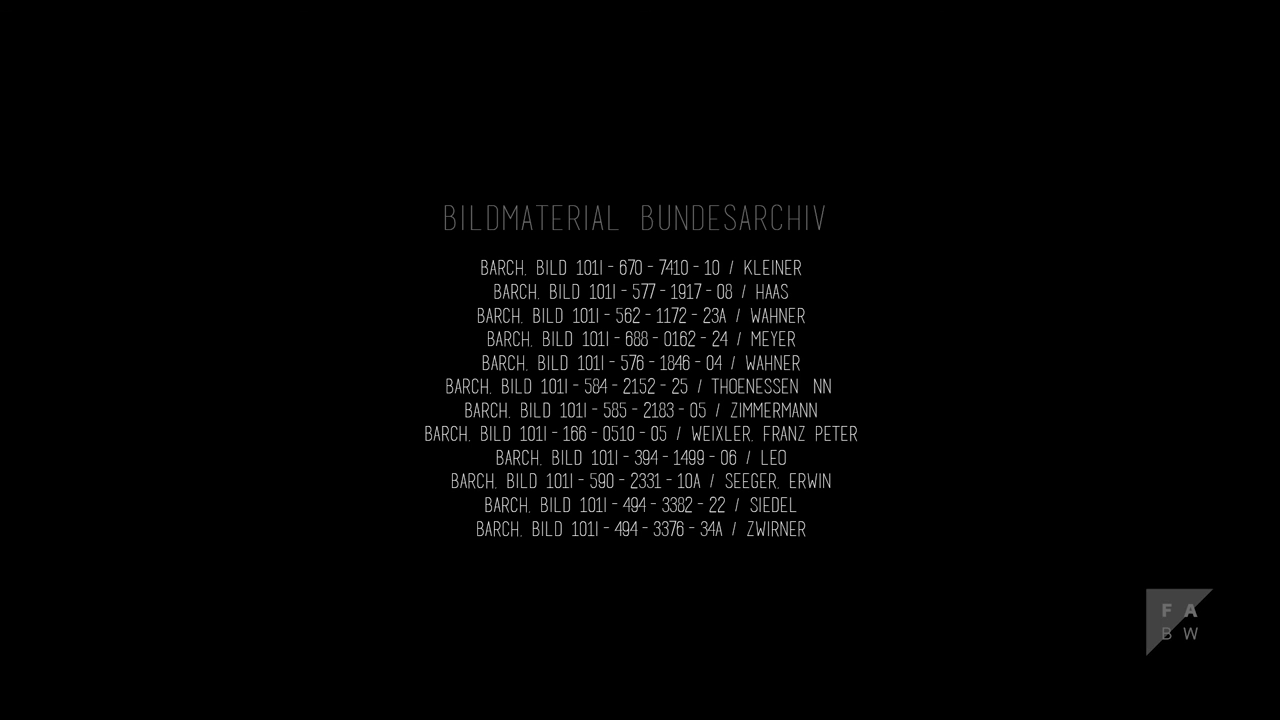 BILDMATERIAL BUNDESARCHIV
BARCH, BILD 101I - 670 - 7410 - 10 / KLEINER
BARCH, BILD 101I - 577 - 1917 - 08 / HAAS
BARCH, BILD 101I - 562 - 1172 - 23A / WAHNER
BARCH, BILD 101I - 688 - 0162 - 24 / MEYER
BARCH, BILD 101I - 576 - 1846 - 04 / WAHNER
BARCH, BILD 101I - 584 - 2152 - 25 / THOENESSEN NN
BARCH, BILD 101I - 585 - 2183 - 05 / ZIMMERMANN
BARCH, BILD 101I - 166 - 0510 - 05 / WEIXLER, FRANZ PETER
BARCH, BILD 101I - 394 - 1499 - 06 / LEO
BARCH, BILD 101I - 590 - 2331 - 10A / SEEGER, ERWIN
BARCH, BILD 101I - 494 - 3382 - 22 / SIEDEL
BARCH, BILD 101I - 494 - 3376 - 34A / ZWIRNER
F A
B W